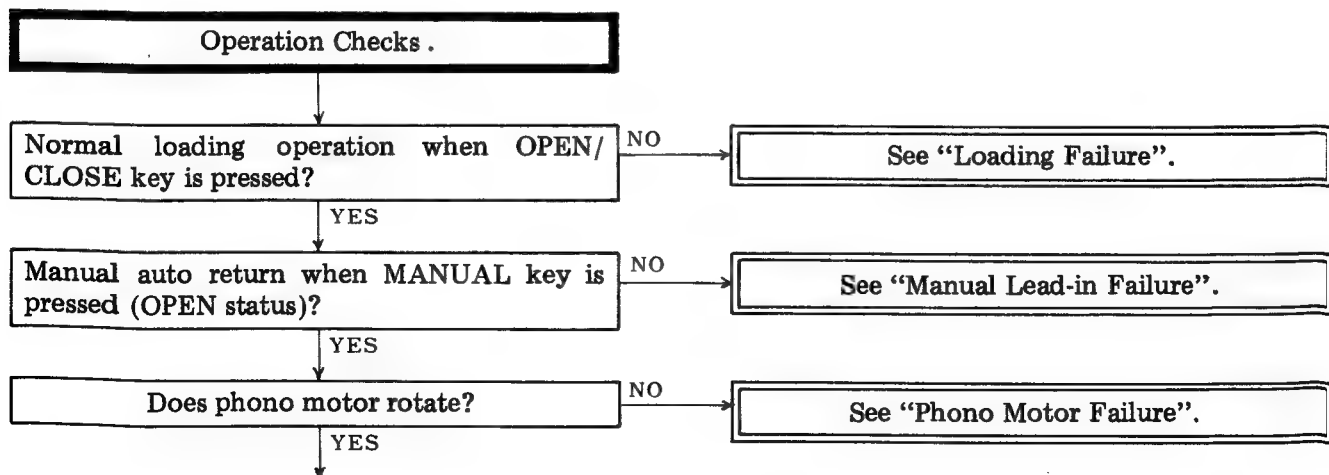 Operation Checks .
Normal loading operation when OPEN/
CLOSE key is pressed?
NO
See “Loading Failure”.
YES
Manual auto return when MANUAL key is
pressed (OPEN status)?
NO
See “Manual Lead-in Failure”.
YES
Does phono motor rotate?
NO
See “Phono Motor Failure”.
YES